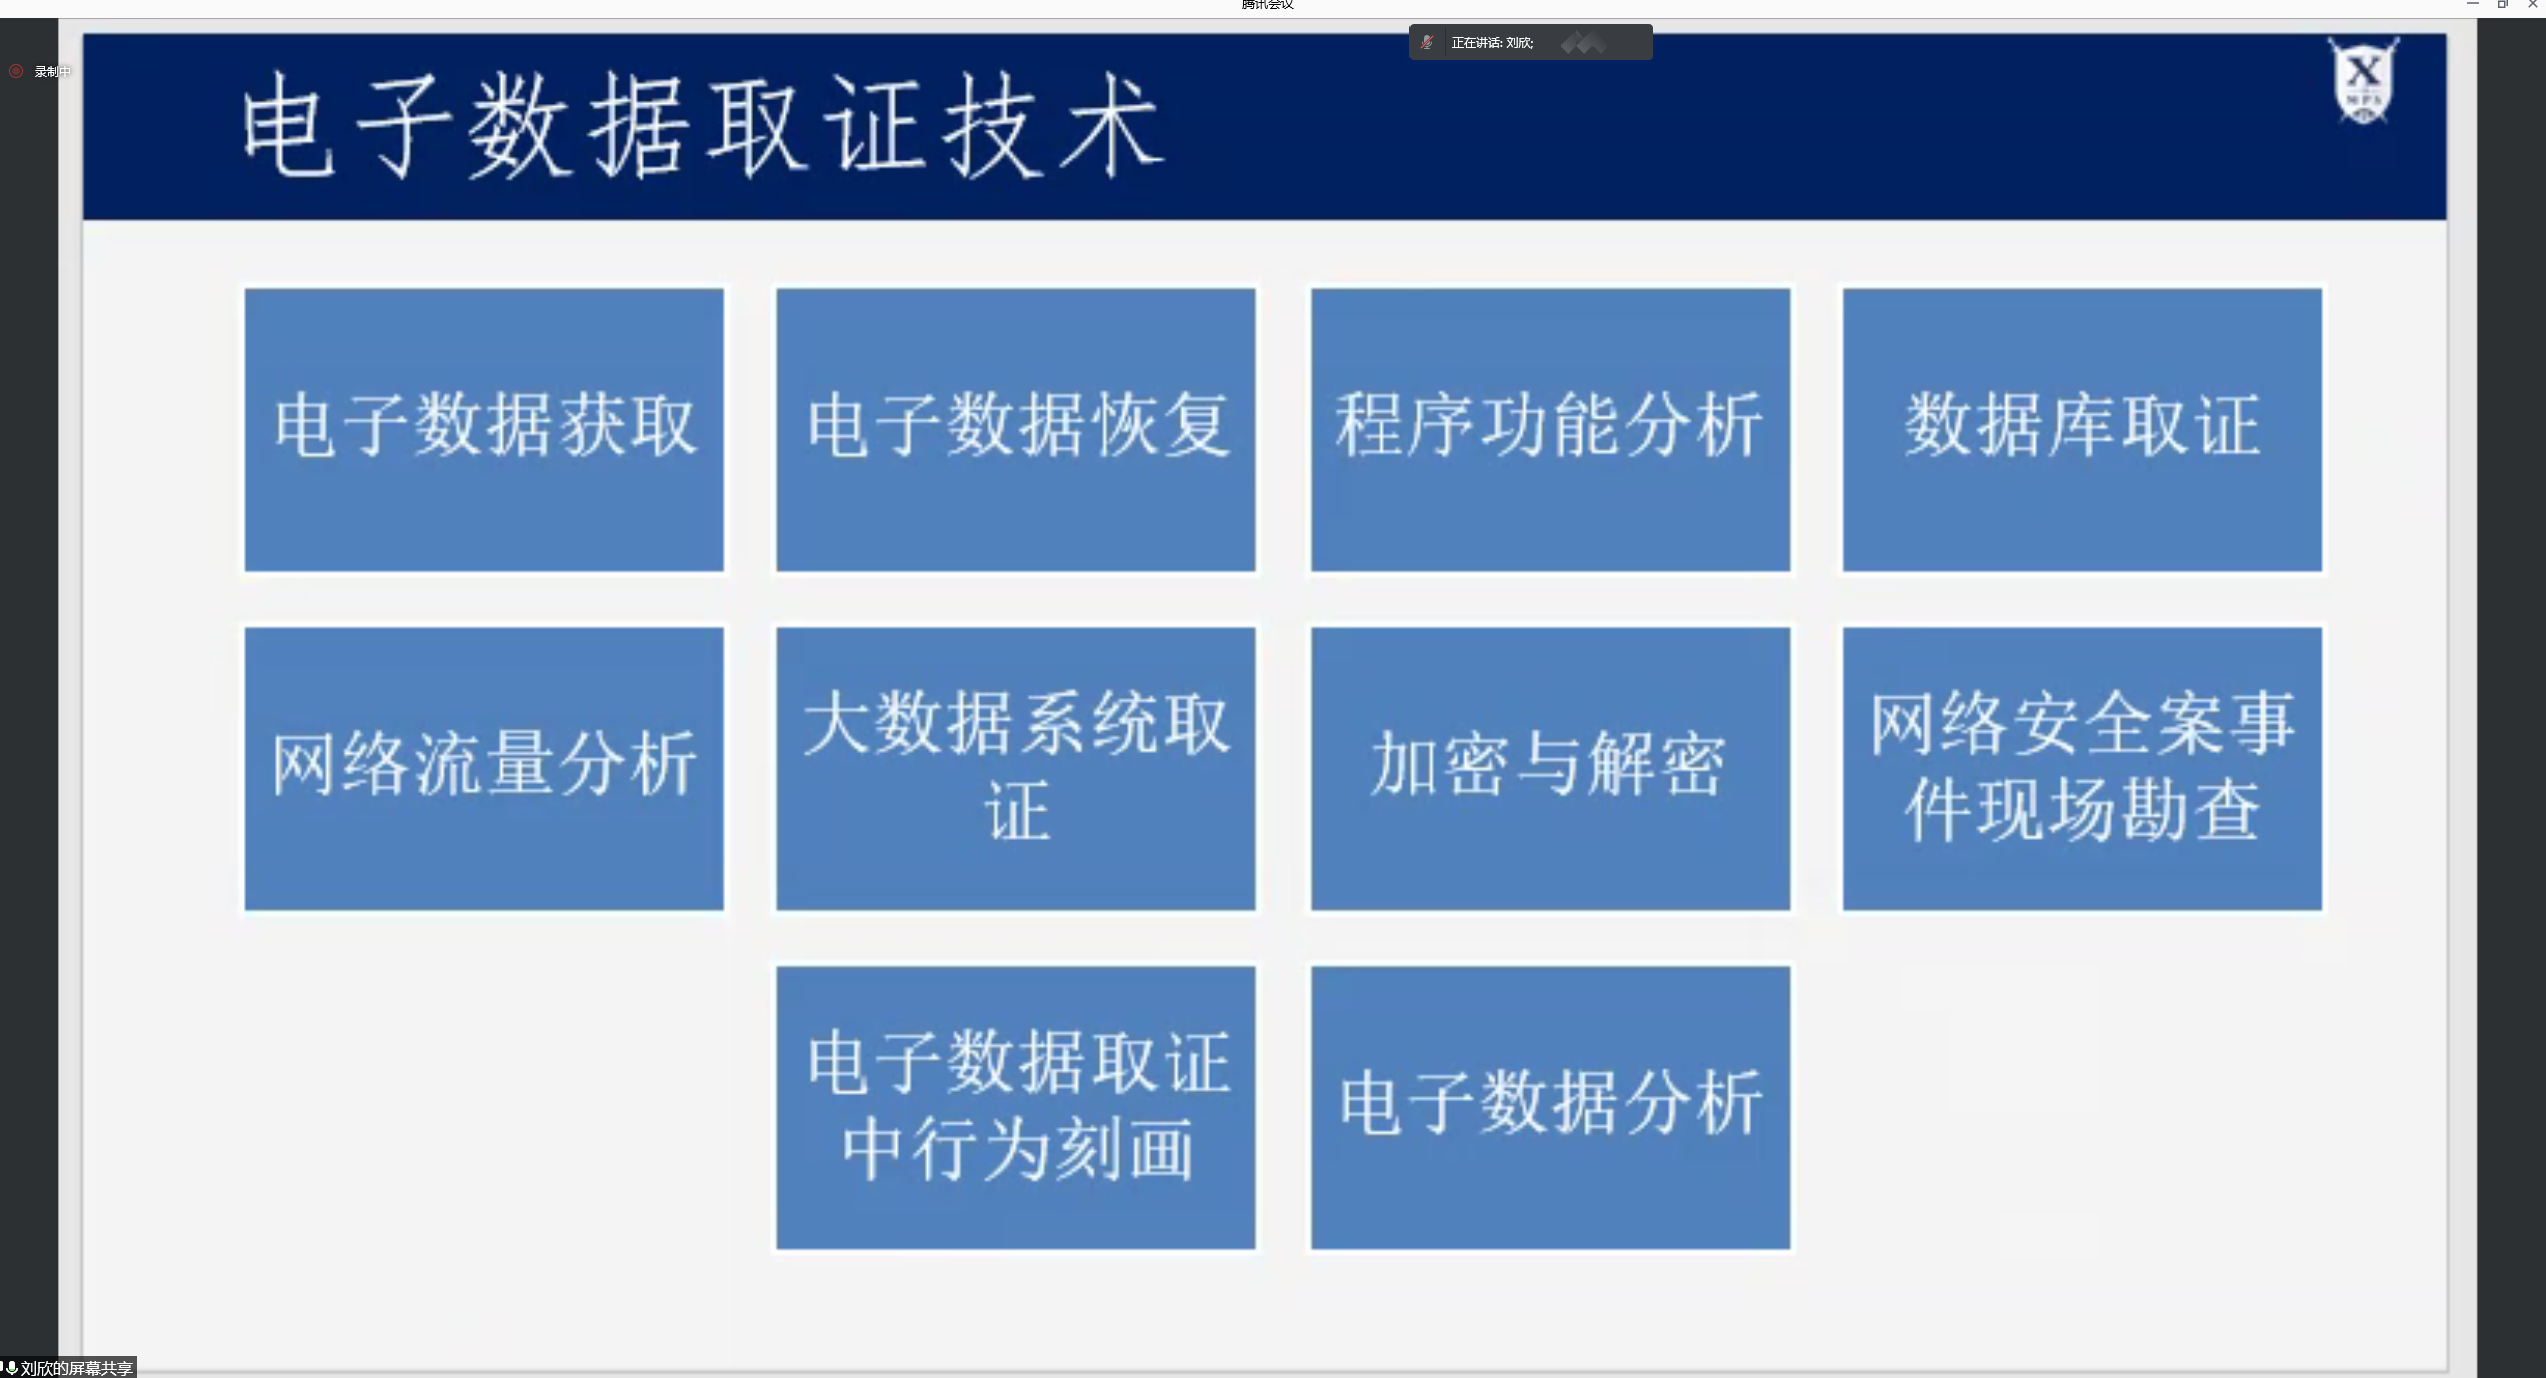 腾讯会议
正在讲话: 刘欣;
录制中
电子数据取证技术
X
电子数据获取
电子数据恢复
程序功能分析
数据库取证
网络流量分析
大数据系统取
证
加密与解密
网络安全案事
件现场勘查
电子数据取证
中行为刻画
电子数据分析
刘欣的屏幕共享